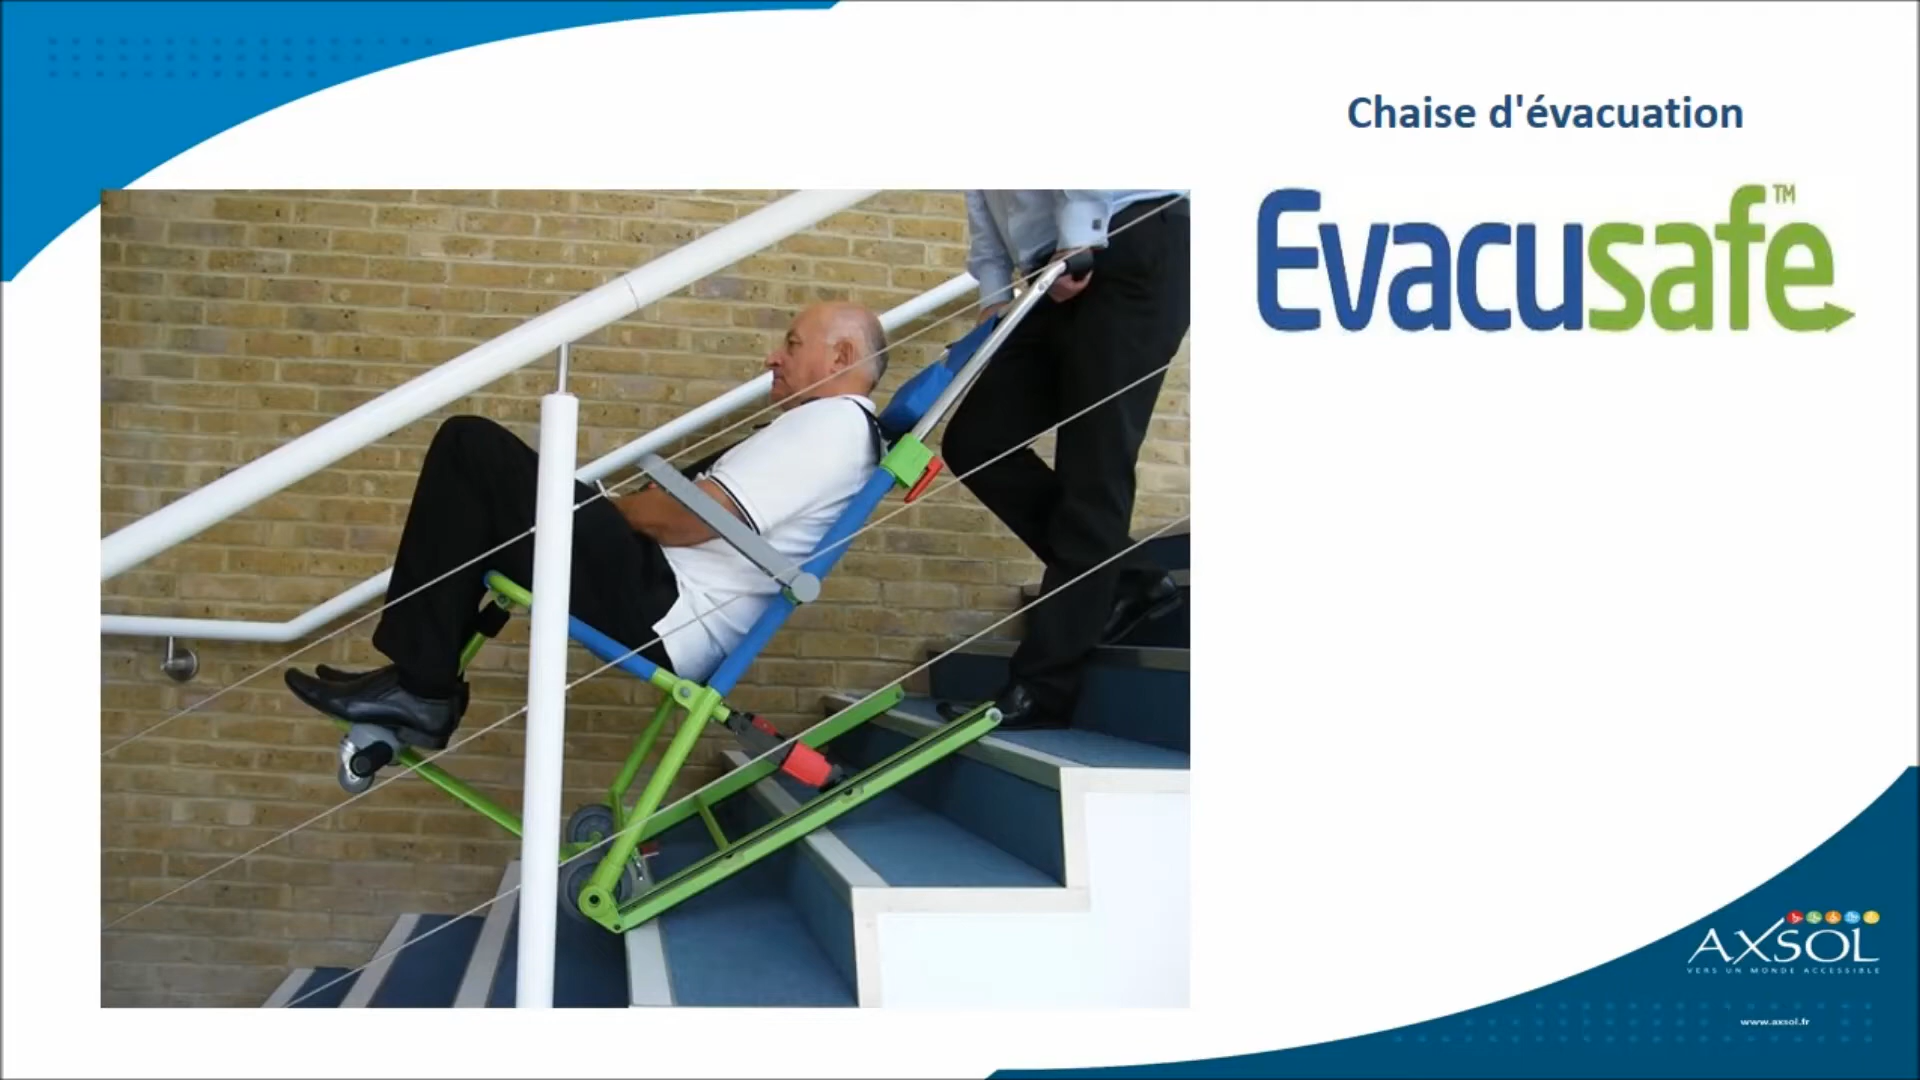 Chaise d'évacuation
Evacusafe™
AXSOL
VERS UN MONDE ACCESSIBLE
www.axsol.fr